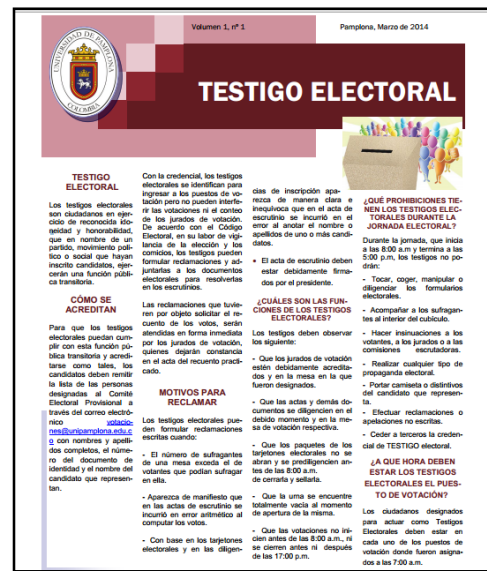 UNIVERSIDAD DE PAMPLONA
COLOMBIA
Volumen 1, nº 1
Pamplona, Marzo de 2014
TESTIGO ELECTORAL
TESTIGO
ELECTORAL
Los testigos electorales
son ciudadanos en ejer-
cicio de reconocida ido-
neidad y honorabilidad,
que en nombre de un
partido, movimiento polí-
tico o social que hayan
inscrito candidatos, ejer-
cerán una función públi-
ca transitoria.
CÓMO SE
ACREDITAN
Para que los testigos
electorales puedan cum-
plir con esta función pú-
blica transitoria y acredi-
tarse como tales, los
candidatos deben remitir
la lista de las personas
designadas al Comité
Electoral Provisional a
través del correo electró-
nico votacio-
nes@unipamplona.edu.c
o con nombres y apelli-
dos completos, el núme-
ro del documento de
identidad y el nombre del
candidato que represen-
tan.
Con la credencial, los testigos
electorales se identifican para
ingresar a los puestos de vo-
tación pero no pueden interfe-
rir las votaciones ni el conteo
de los jurados de votación.
De acuerdo con el Código
Electoral, en su labor de vigi-
lancia de la elección y los
comicios, los testigos pueden
formular reclamaciones y ad-
juntarlas a los documentos
electorales para resolverlas
en los escrutinios.
Las reclamaciones que tuvie-
ren por objeto solicitar el re-
cuento de los votos, serán
atendidas en forma inmediata
por los jurados de votación,
quienes dejarán constancia
en el acta del recuento practi-
cado.
MOTIVOS PARA
RECLAMAR
Los testigos electorales pue-
den formular reclamaciones
escritas cuando:
- El número de sufragantes
de una mesa exceda el de
votantes que podían sufragar
en ella.
- Aparezca de manifiesto que
en las actas de escrutinio se
incurrió en error aritmético al
computar los votos.
- Con base en los tarjetones
electorales y en las diligen-
cias de inscripción apa-
rezca de manera clara e
inequívoca que en el acta de
escrutinio se incurrió en el
error al anotar el nombre o
apellidos de uno o más candi-
datos.
• El acta de escrutinio deben
estar debidamente firma-
dos por el presidente.
¿CUÁLES SON LAS FUN-
CIONES DE LOS TESTIGOS
ELECTORALES?
Los testigos deben observar
los siguiente:
- Que los jurados de votación
estén debidamente acredita-
dos y en la mesa en la que
fueron designados.
- Que las actas y demás do-
cumentos se diligencien en el
debido momento y en la me-
sa de votación respectiva.
- Que los paquetes de los
tarjetones electorales no se
abran y se prediligencien an-
tes de las 8:00 a.m.
de cerrarla y sellarla.
- Que la urna se encuentre
totalmente vacía al momento
de apertura de la misma.
- Que las votaciones no ini-
cien antes de las 8:00 a.m., ni
se cierren antes ni después
de las 17:00 p.m.
¿QUÉ PROHIBICIONES TIE-
NEN LOS TESTIGOS ELEC-
TORALES DURANTE LA
JORNADA ELECTORAL?
Durante la jornada, que inicia
a las 8:00 a.m y termina a las
5:00 pm, los testigos no po-
drán:
- Tocar, coger, manipular o
diligenciar los formularios
electorales.
- Acompañar a los sufragan-
tes al interior del cubículo.
- Hacer insinuaciones a los
votantes, a los jurados o a las
comisiones escrutadoras.
- Realizar cualquier tipo de
propaganda electoral.
- Portar camiseta o distintivos
del candidato que represen-
ta.
- Efectuar reclamaciones o
apelaciones no escritas.
- Ceder a terceros la creden-
cial de TESTIGO electoral.
¿A QUE HORA DEBEN
ESTAR LOS TESTIGOS
ELECTORALES EL PUES-
TO DE VOTACIÓN?
Los ciudadanos designados
para actuar como Testigos
Electorales deben estar en
cada uno de los puestos de
votación donde fueron asigna-
dos a las 7:00 a.m.